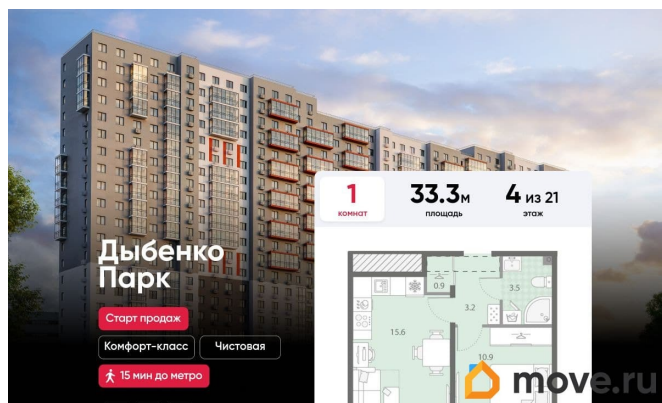 1
комнат
33.3м
площадь
4 из 21
этаж
Дыбенко
Парк
Старт продаж
Комфорт-класс
Чистовая
15 мин до метро
0.9
3.5
3.2
15.6
10.9
move.ru